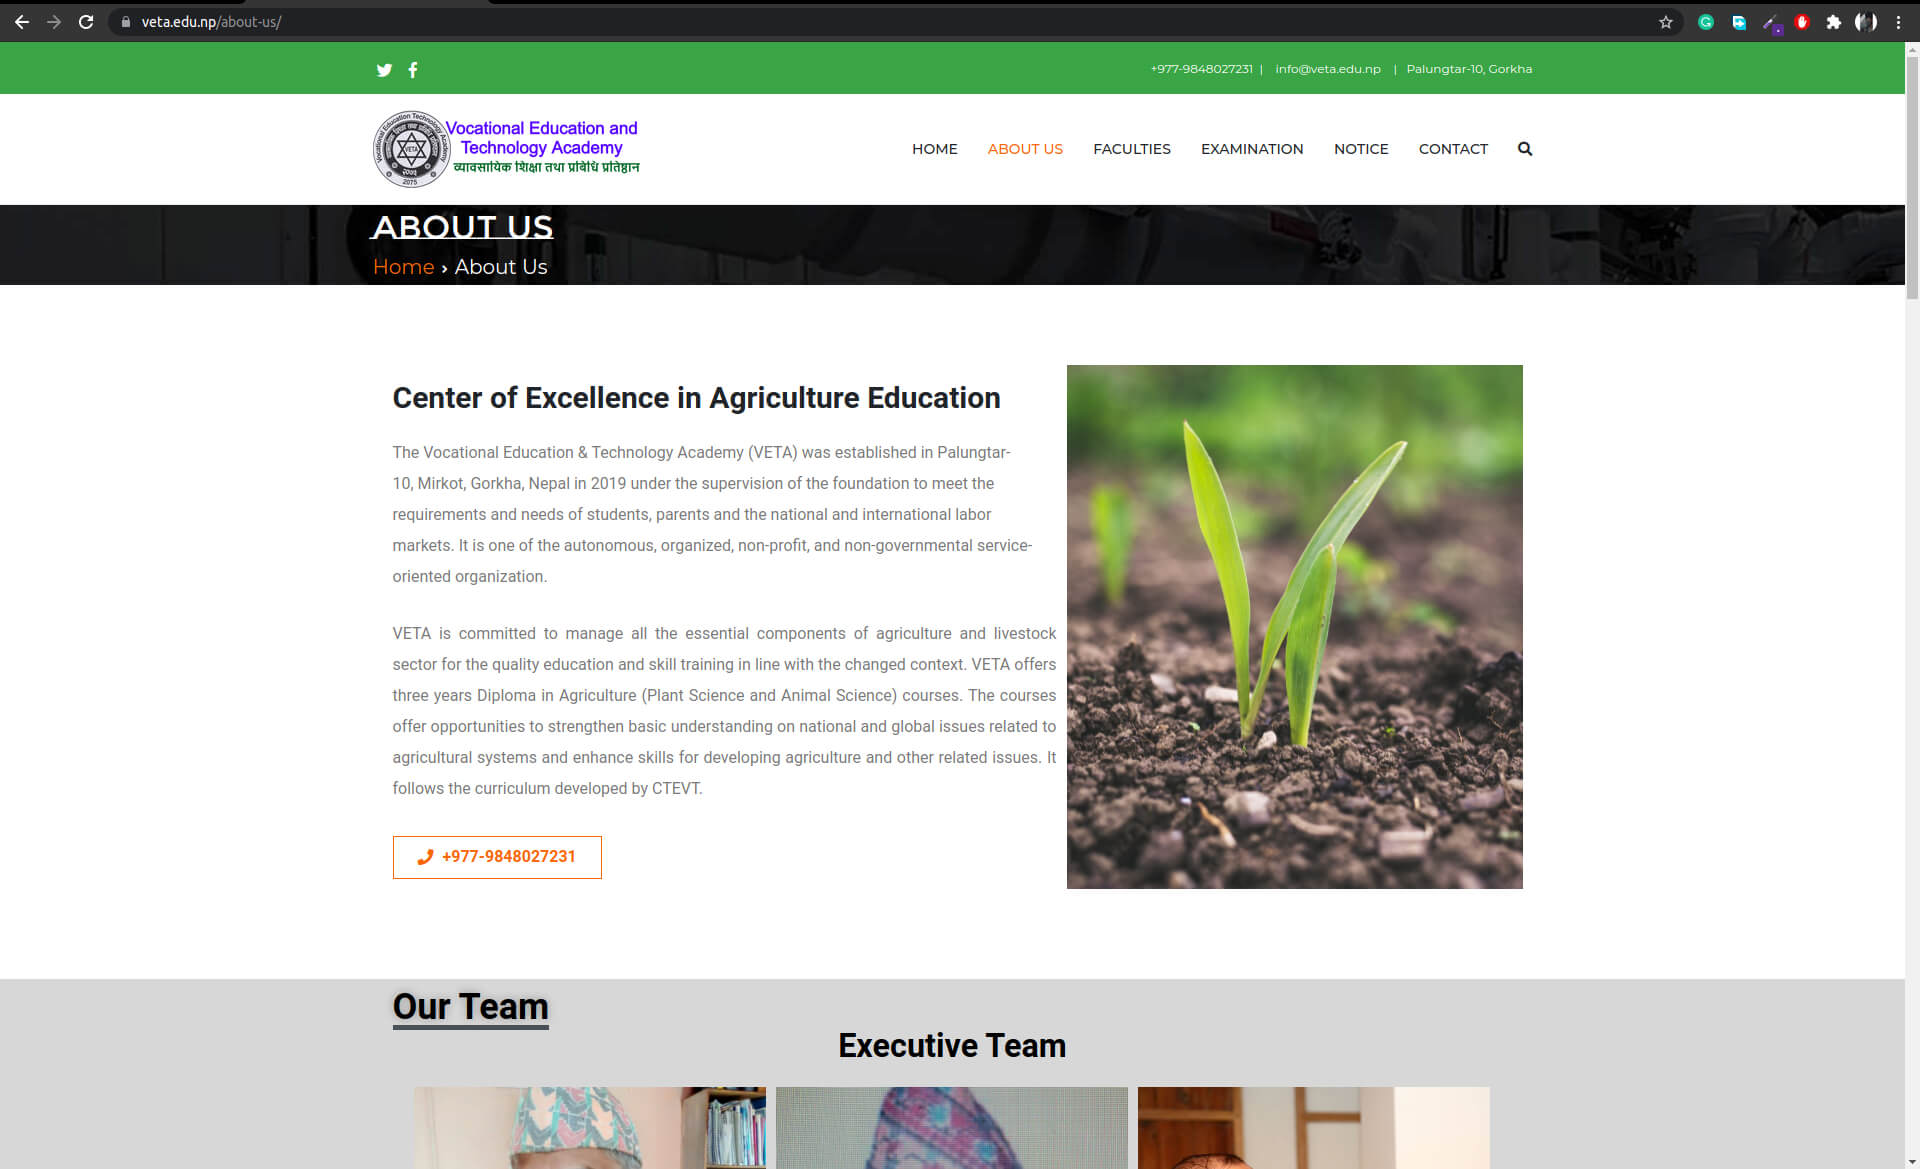 veta.edu.np/about-us/
+977-9848027231 | info@veta.edu.np | Palungtar-10, Gorkha
Vocational Education Technology Academy
VETA
२०७५
2075
Vocational Education and
Technology Academy
व्यावसायिक शिक्षा तथा प्रबिधि प्रतिष्ठान
HOME ABOUT US FACULTIES EXAMINATION NOTICE CONTACT
ABOUT US
Home › About Us
Center of Excellence in Agriculture Education
The Vocational Education & Technology Academy (VETA) was established in Palungtar-
10, Mirkot, Gorkha, Nepal in 2019 under the supervision of the foundation to meet the
requirements and needs of students, parents and the national and international labor
markets. It is one of the autonomous, organized, non-profit, and non-governmental service-
oriented organization.
VETA is committed to manage all the essential components of agriculture and livestock
sector for the quality education and skill training in line with the changed context. VETA offers
three years Diploma in Agriculture (Plant Science and Animal Science) courses. The courses
offer opportunities to strengthen basic understanding on national and global issues related to
agricultural systems and enhance skills for developing agriculture and other related issues. It
follows the curriculum developed by CTEVT.
+977-9848027231
Our Team
Executive Team